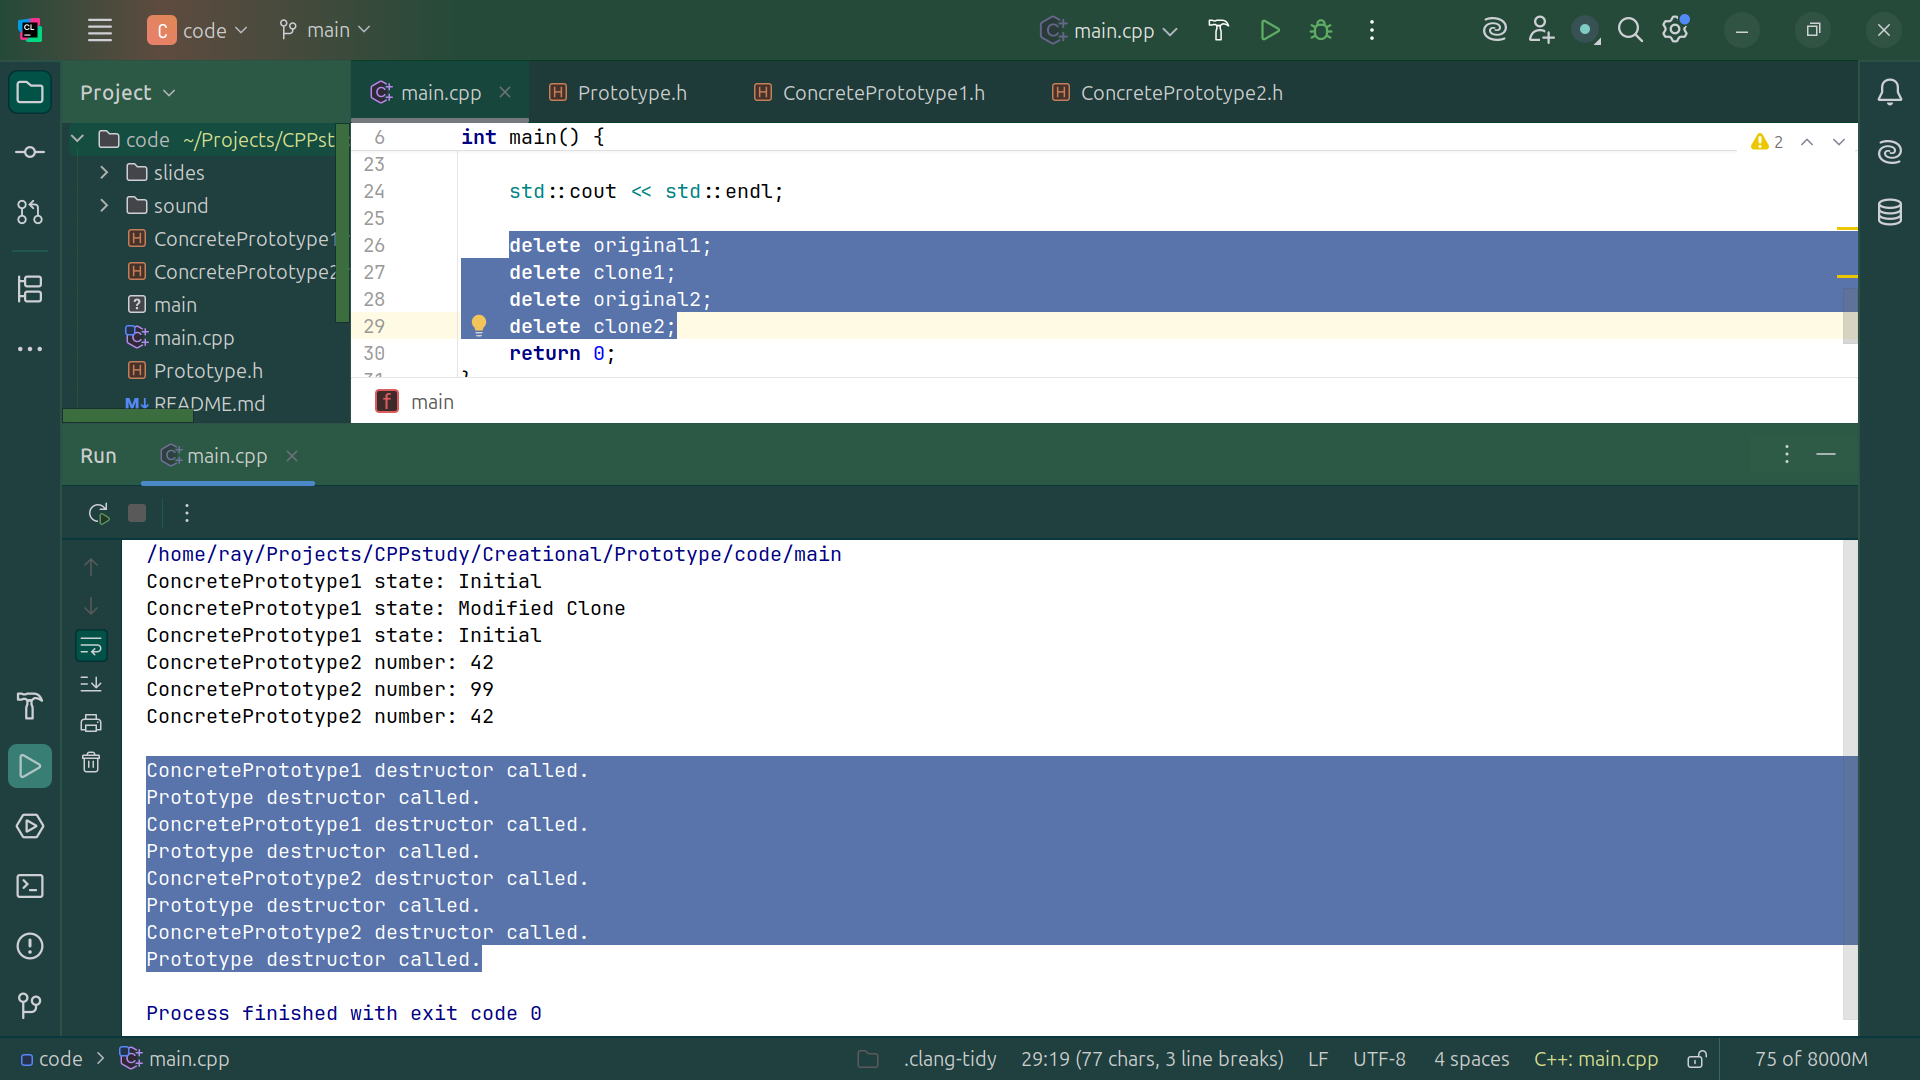 CL
C code main
main.cpp
Project
main.cpp
Prototype.h
ConcretePrototype1.h
ConcretePrototype2.h
code ~/Projects/CPPst
slides
sound
ConcretePrototype1
ConcretePrototype2
main
main.cpp
Prototype.h
README.md
6 int main() {
2
23
24 std::cout << std::endl;
25
26 delete original1;
27 delete clone1;
28 delete original2;
29 delete clone2;
30 return 0;
31 }
f main
Run main.cpp
/home/ray/Projects/CPPstudy/Creational/Prototype/code/main
ConcretePrototype1 state: Initial
ConcretePrototype1 state: Modified Clone
ConcretePrototype1 state: Initial
ConcretePrototype2 number: 42
ConcretePrototype2 number: 99
ConcretePrototype2 number: 42
ConcretePrototype1 destructor called.
Prototype destructor called.
ConcretePrototype1 destructor called.
Prototype destructor called.
ConcretePrototype2 destructor called.
Prototype destructor called.
ConcretePrototype2 destructor called.
Prototype destructor called.
Process finished with exit code 0
code > main.cpp
.clang-tidy 29:19 (77 chars, 3 line breaks) LF UTF-8 4 spaces C++: main.cpp 75 of 8000M